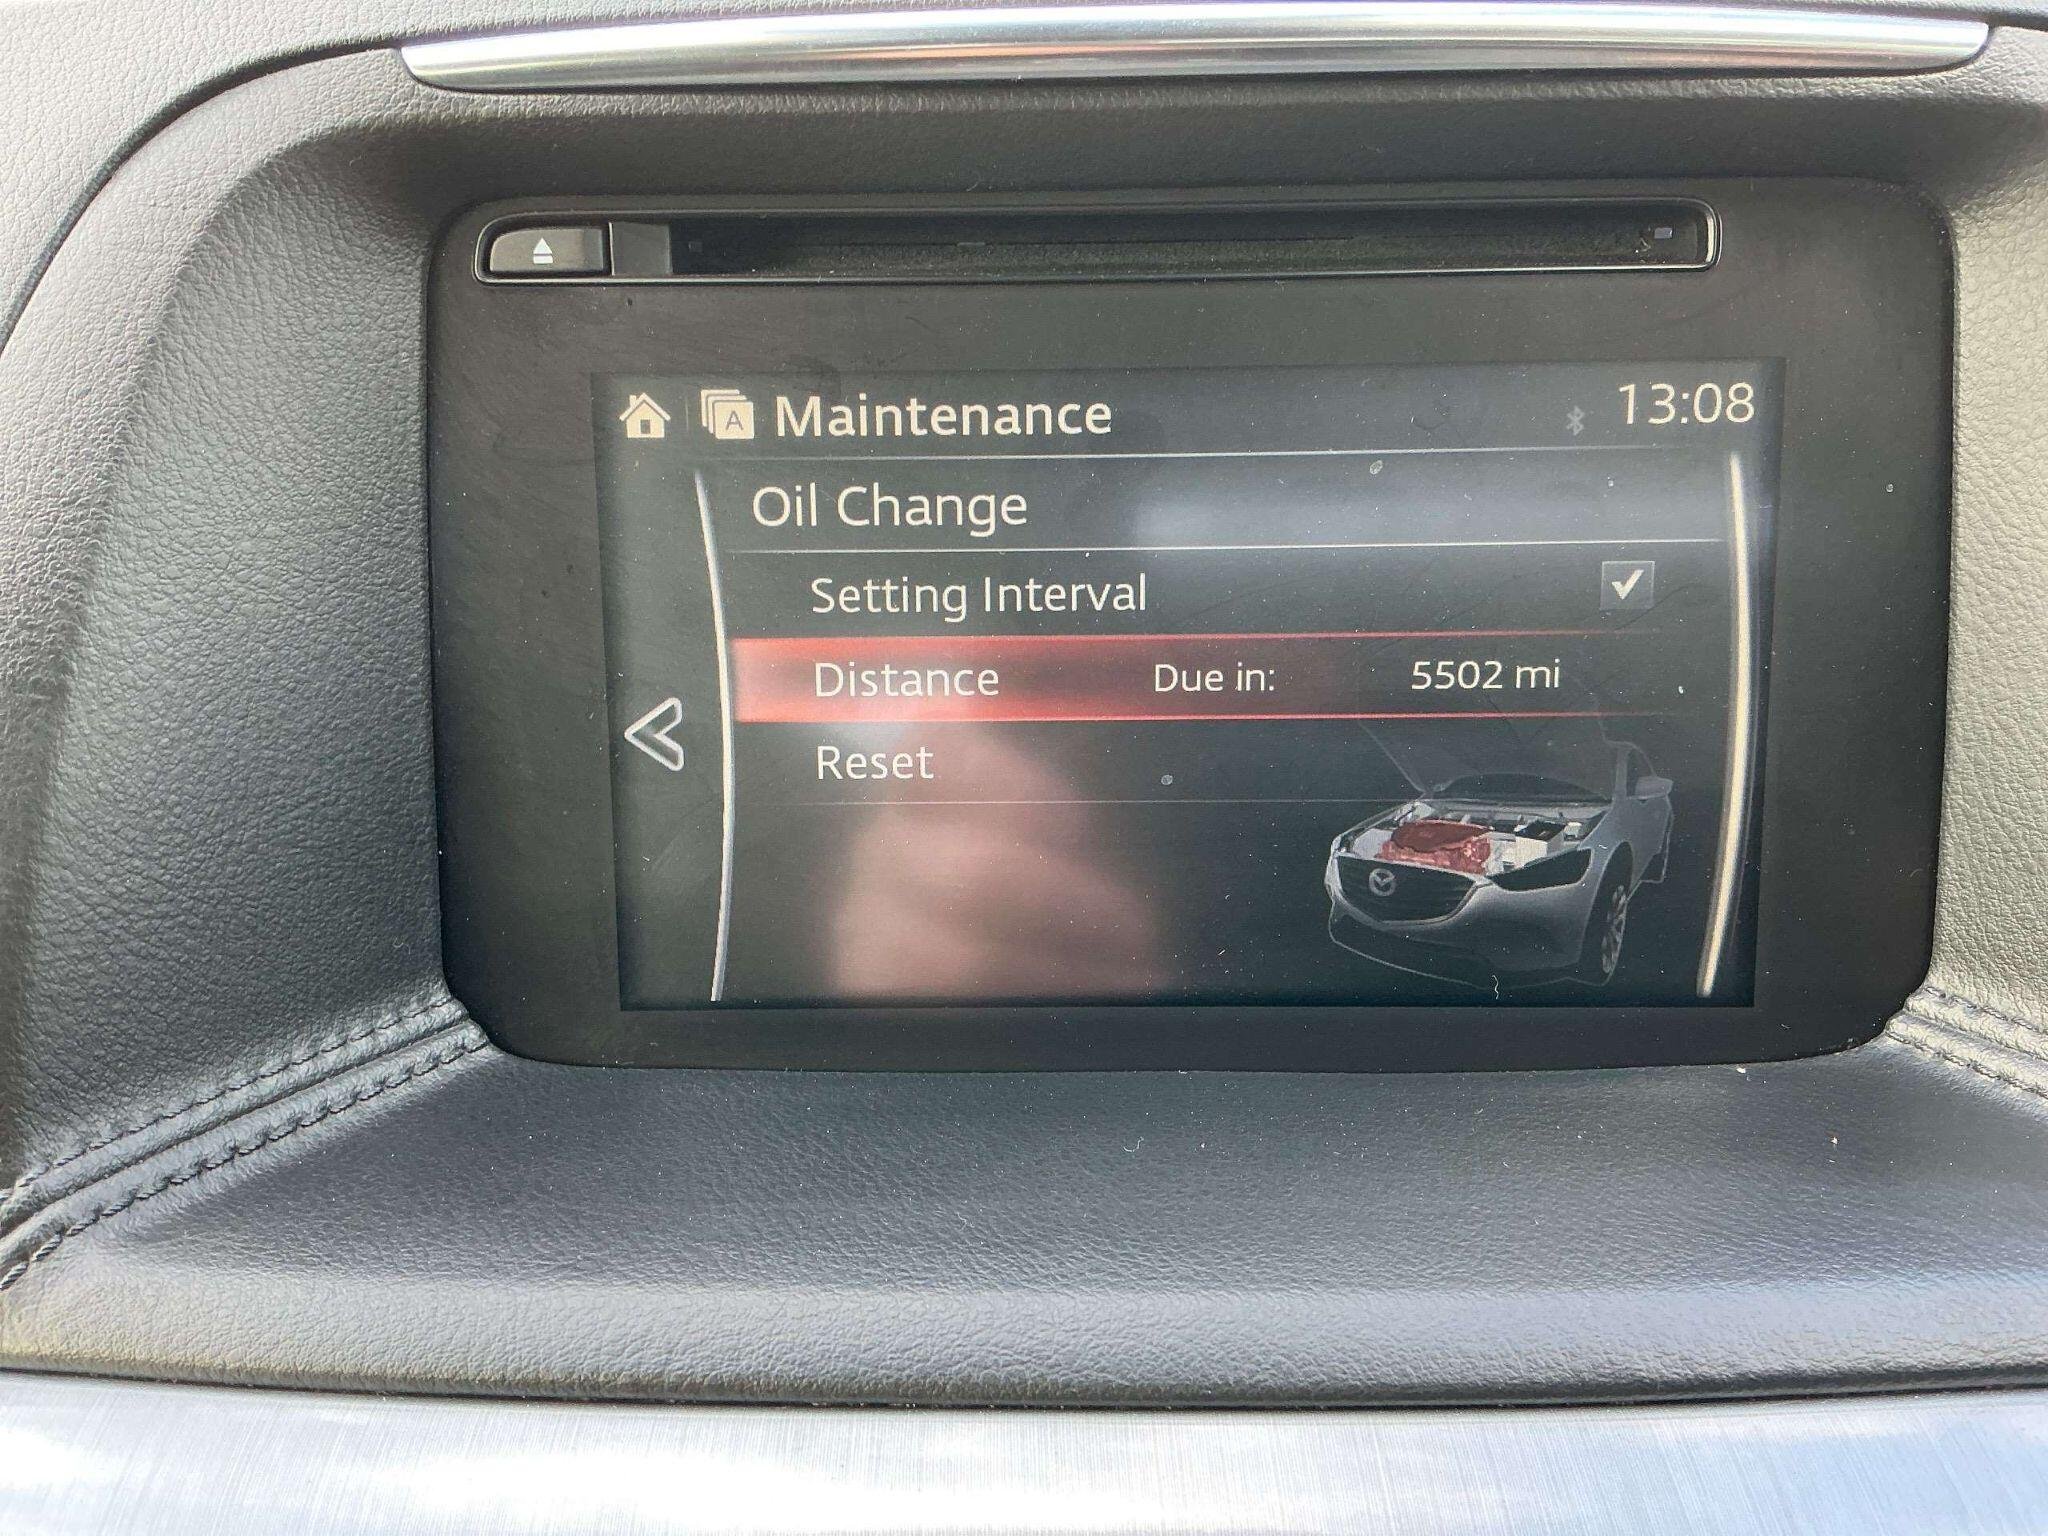 A Maintenance 13:08
Oil Change
Setting Interval
Distance Due in: 5502 mi
Reset